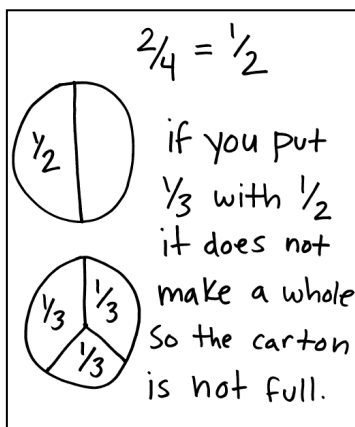 2/4 = 1/2
1/2
if you put
1/3 with 1/2
it does not
make a whole
So the carton
is not full.
1/3 1/3
1/3